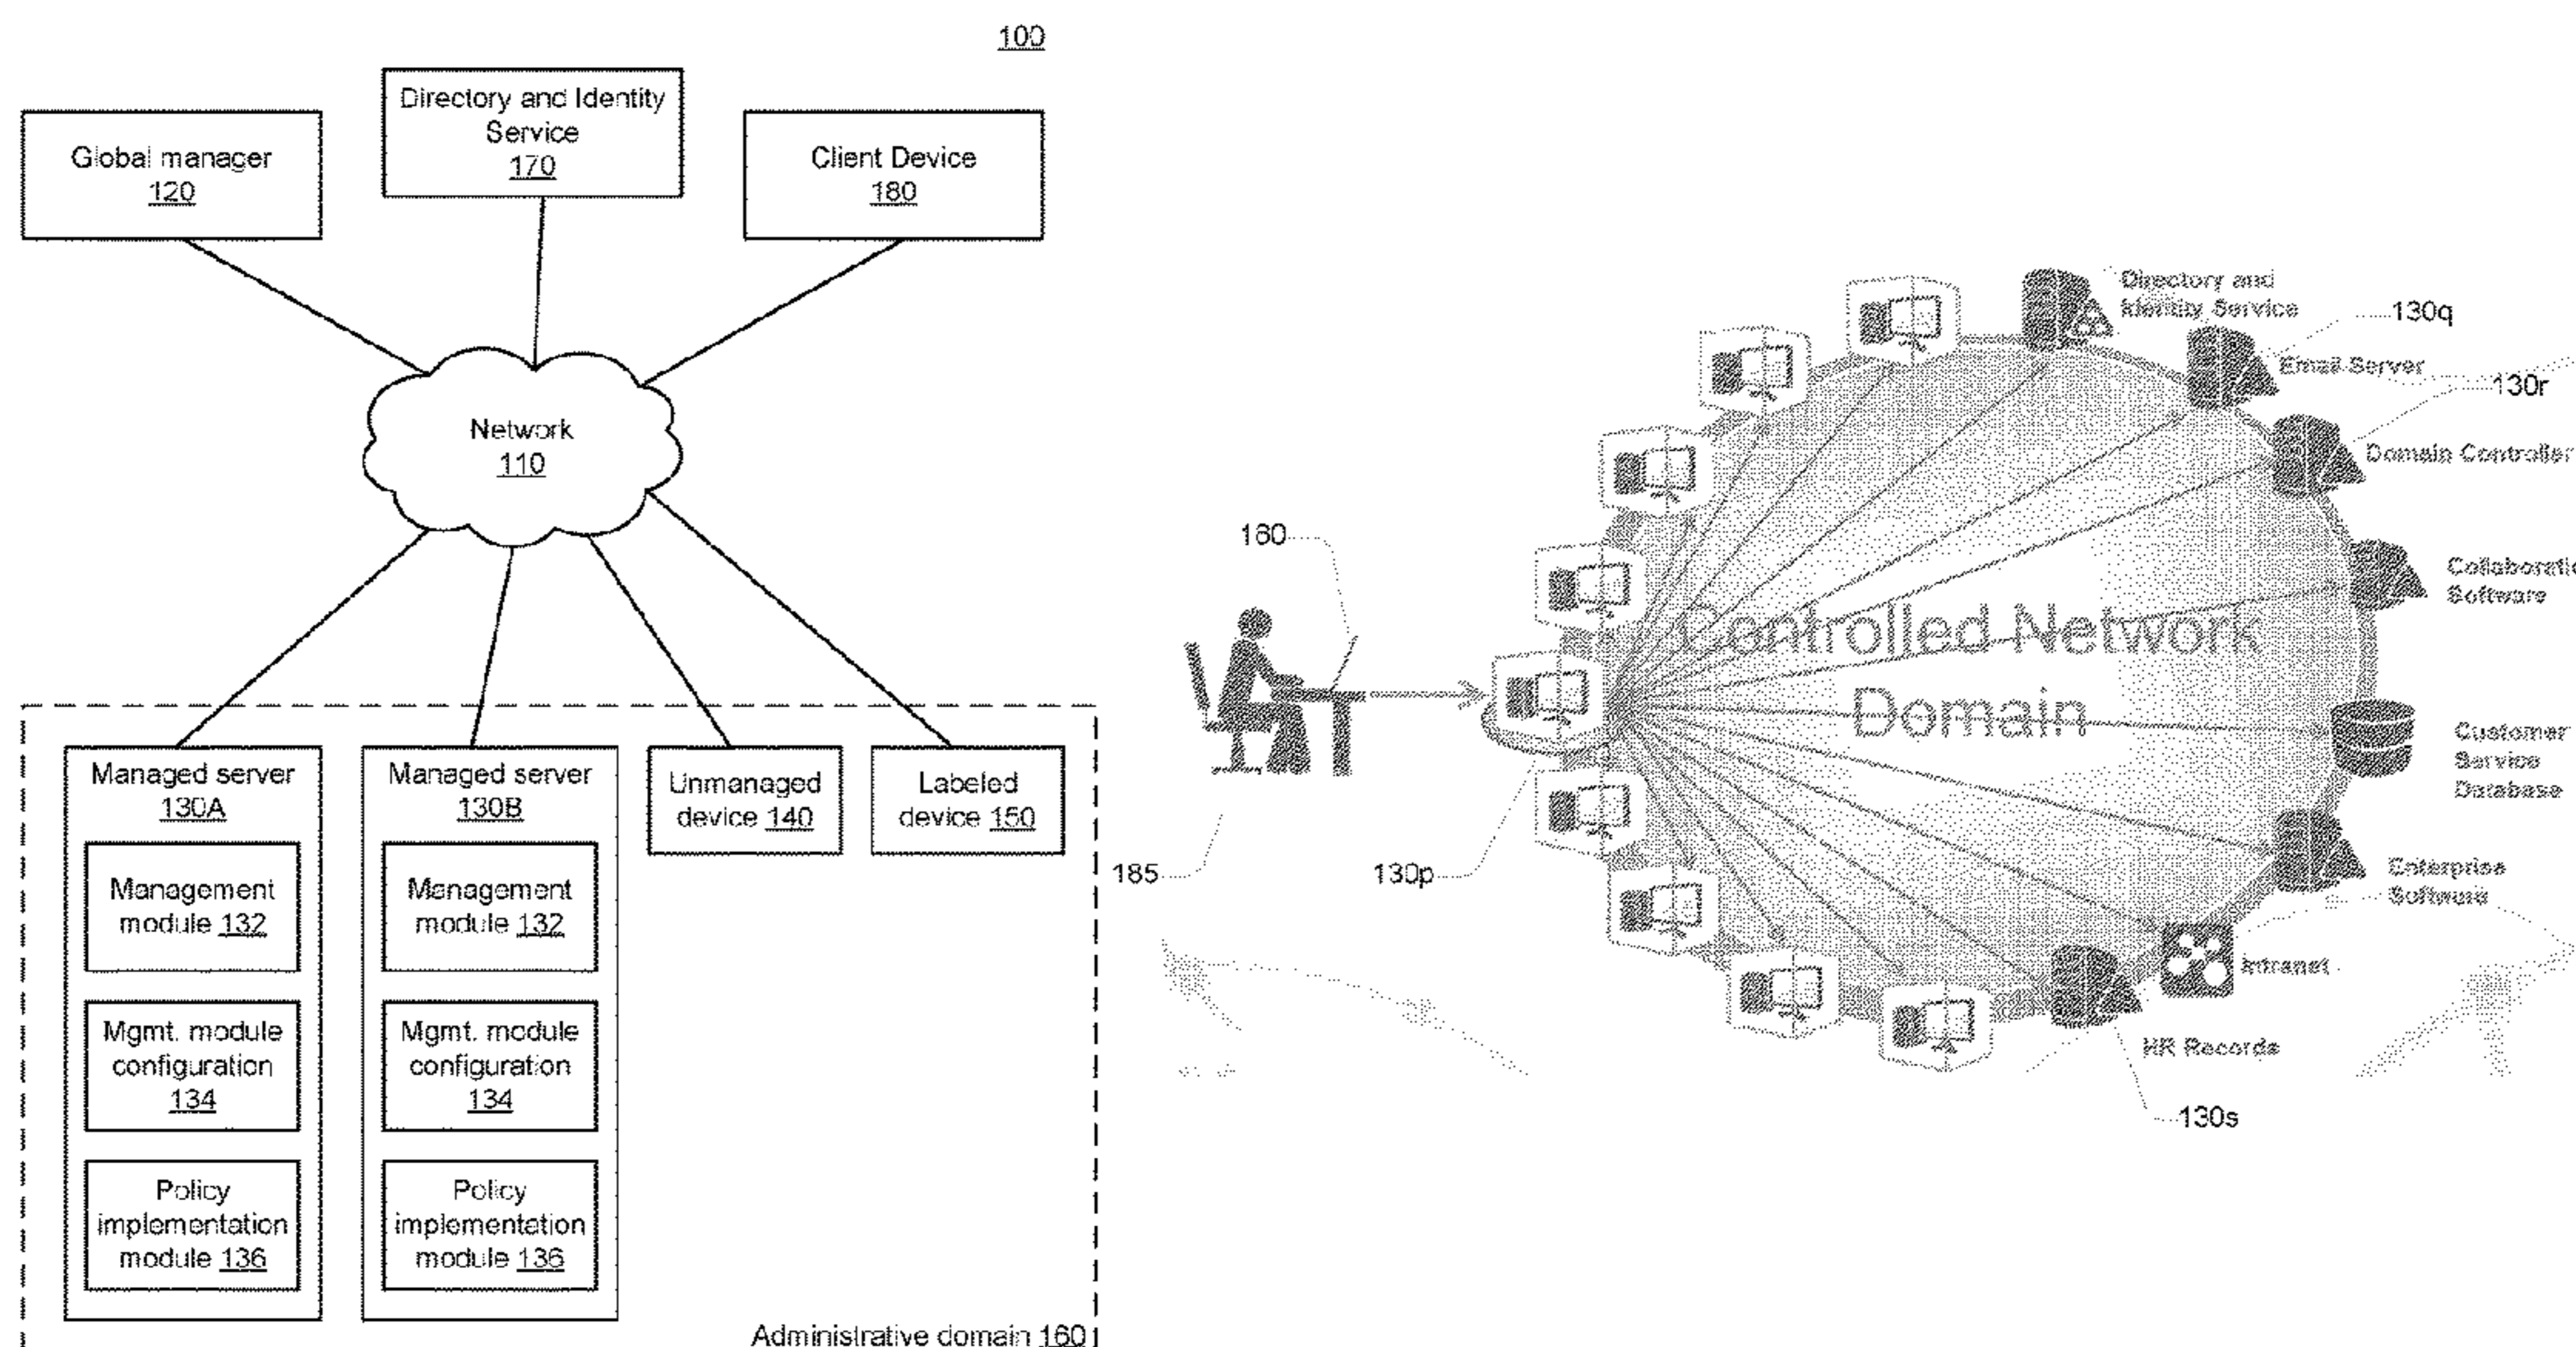 100
Global manager
120
Directory and Identity
Service
170
Client Device
180
Network
110
Managed server
130A
Management
module 132
Mgmt. module
configuration
134
Policy
implementation
module 136
Managed server
130B
Management
module 132
Mgmt. module
configuration
134
Policy
implementation
module 136
Unmanaged
device 140
Labeled
device 150
Administrative domain 160
Directory and
Identity Service
130q
Email Server
130r
Domain Controller
180
Software
Controlled Network
Domain
Customer
Service
Database
185
130p
Enterprise
Software
Intranet
HR Records
130s